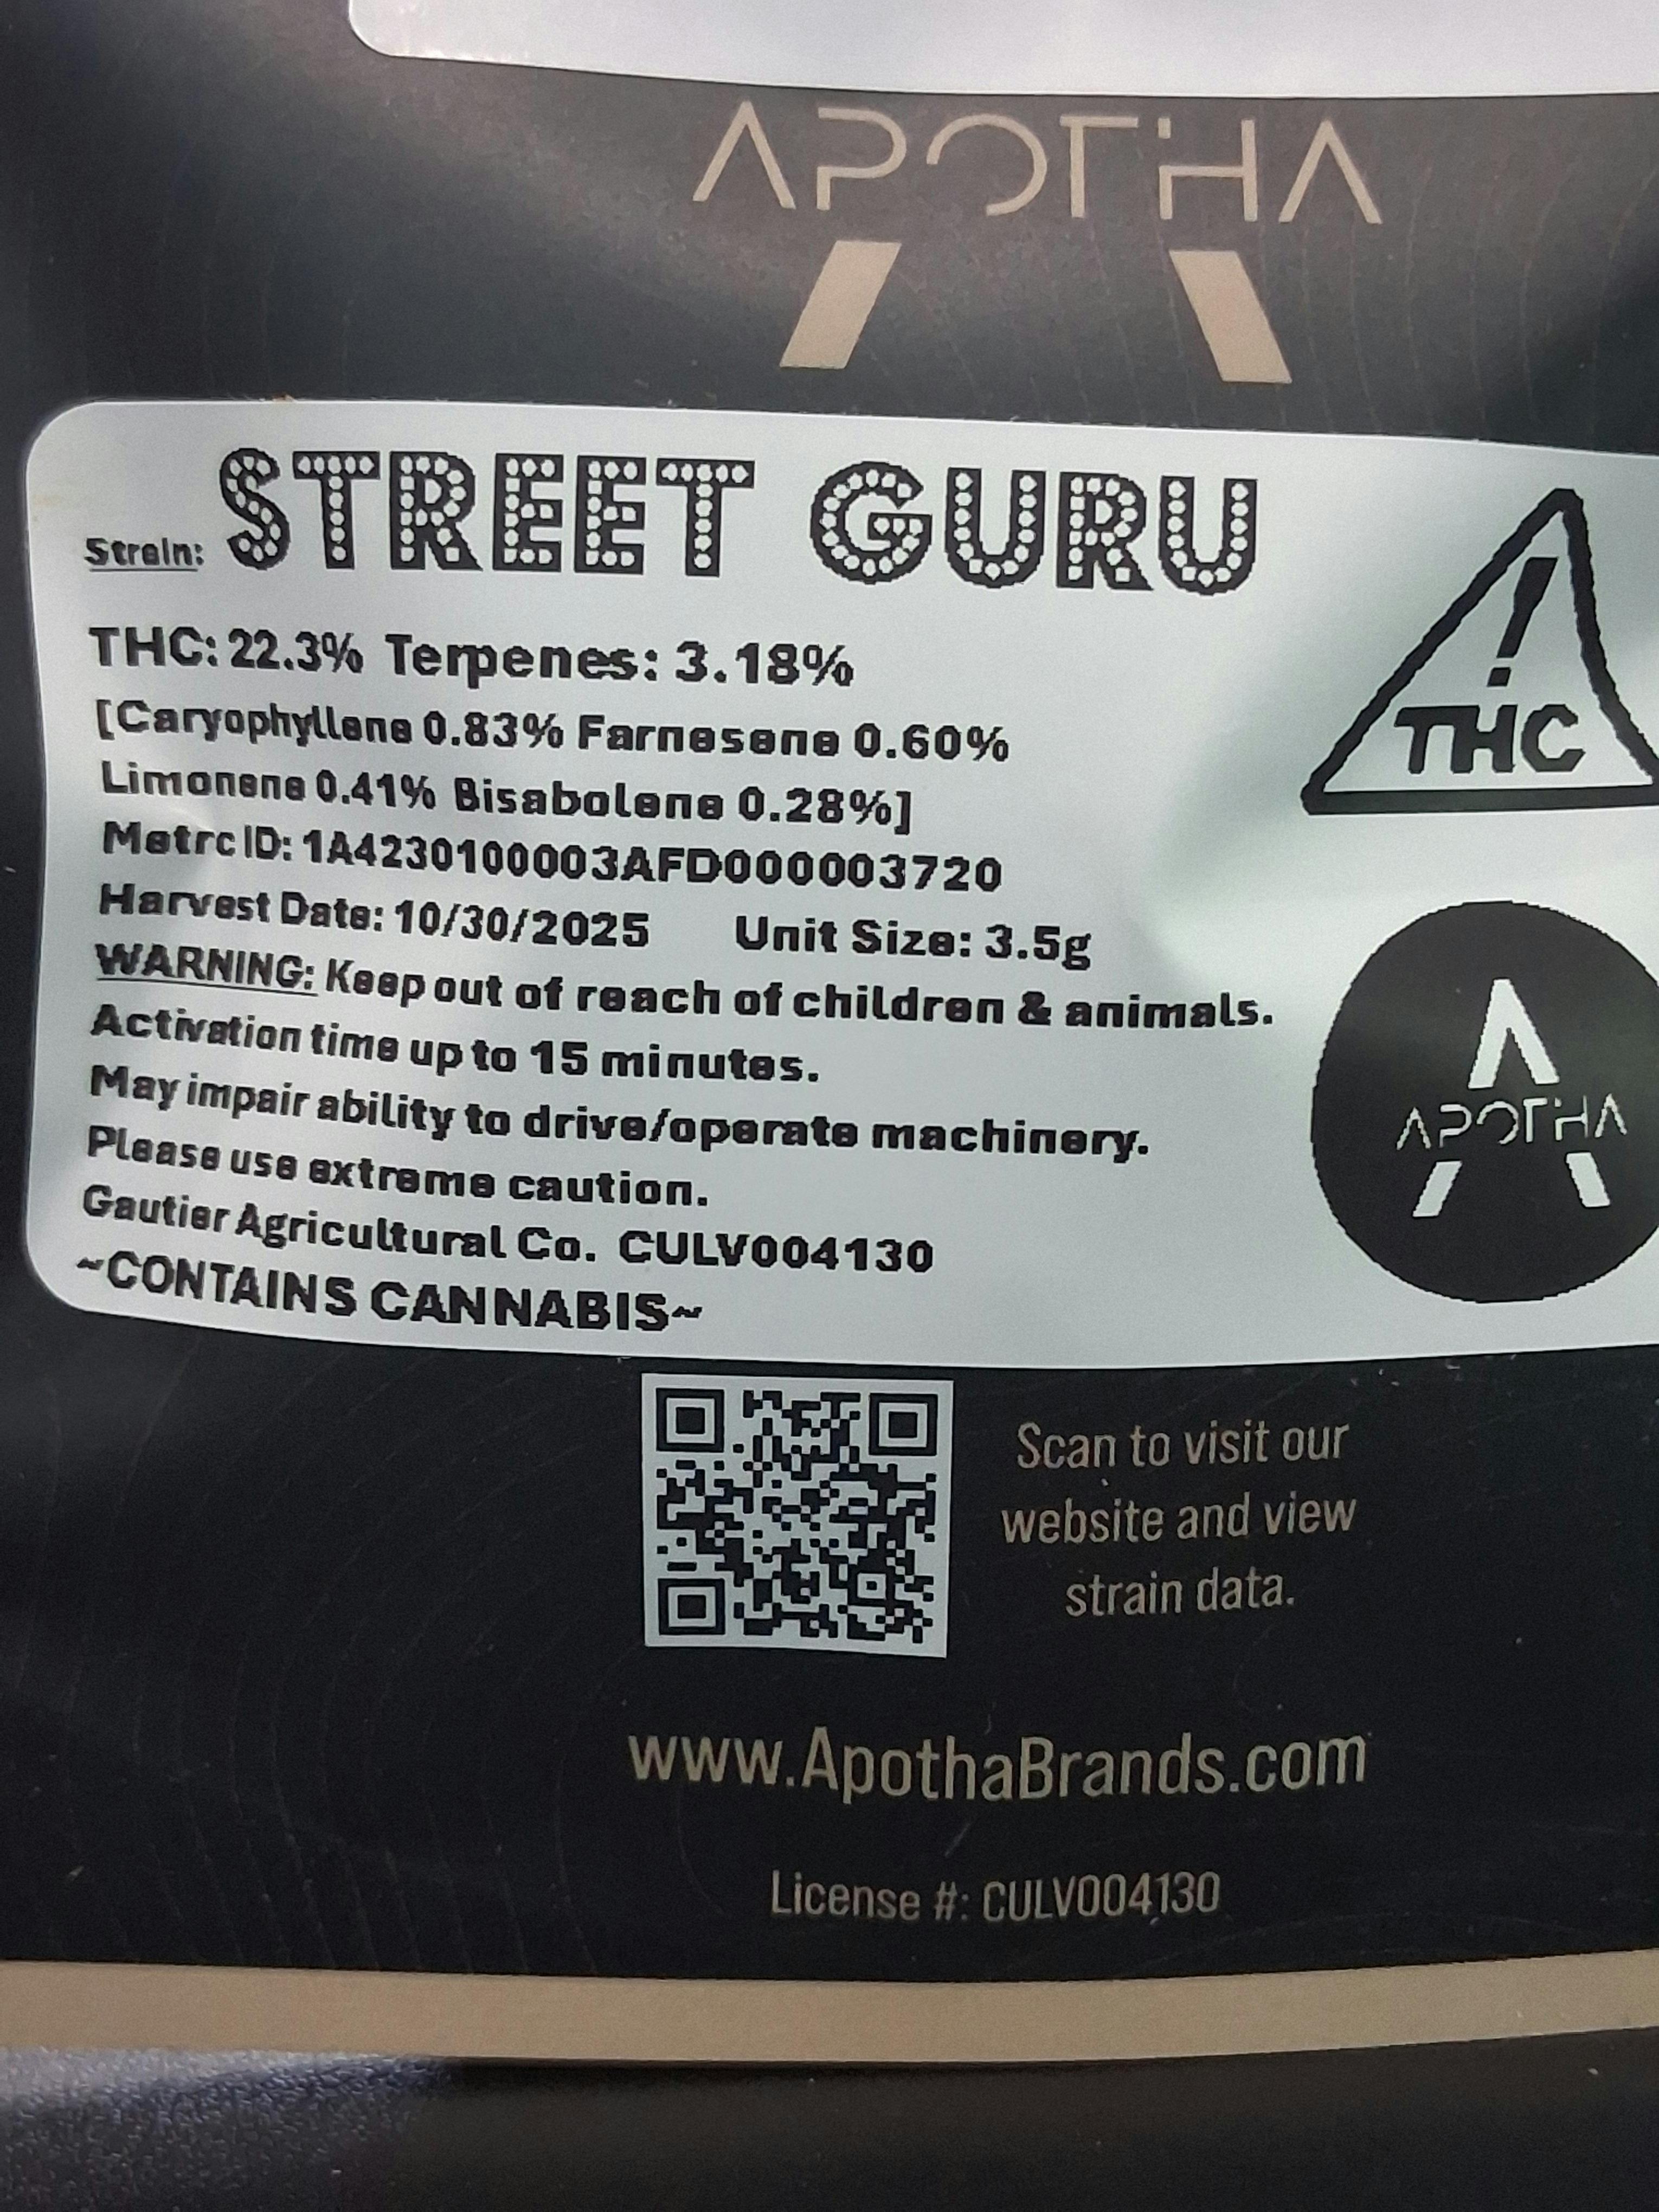 APOTHA
Strain: STREET GURU
THC: 22.3% Terpenes: 3.18%
[Caryophyllene 0.83% Farnesene 0.60%
Limonene 0.41% Bisabolene 0.28%]
Metrc ID: 1A4230100003AFD000003720
Harvest Date: 10/30/2025 Unit Size: 3.5g
WARNING: Keep out of reach of children & animals.
Activation time up to 15 minutes.
May impair ability to drive/operate machinery.
Please use extreme caution.
Gautier Agricultural Co. CULV004130
~CONTAINS CANNABIS~
!
THC
APOTHA
Scan to visit our
website and view
strain data.
www.ApothaBrands.com
License #: CULV004130